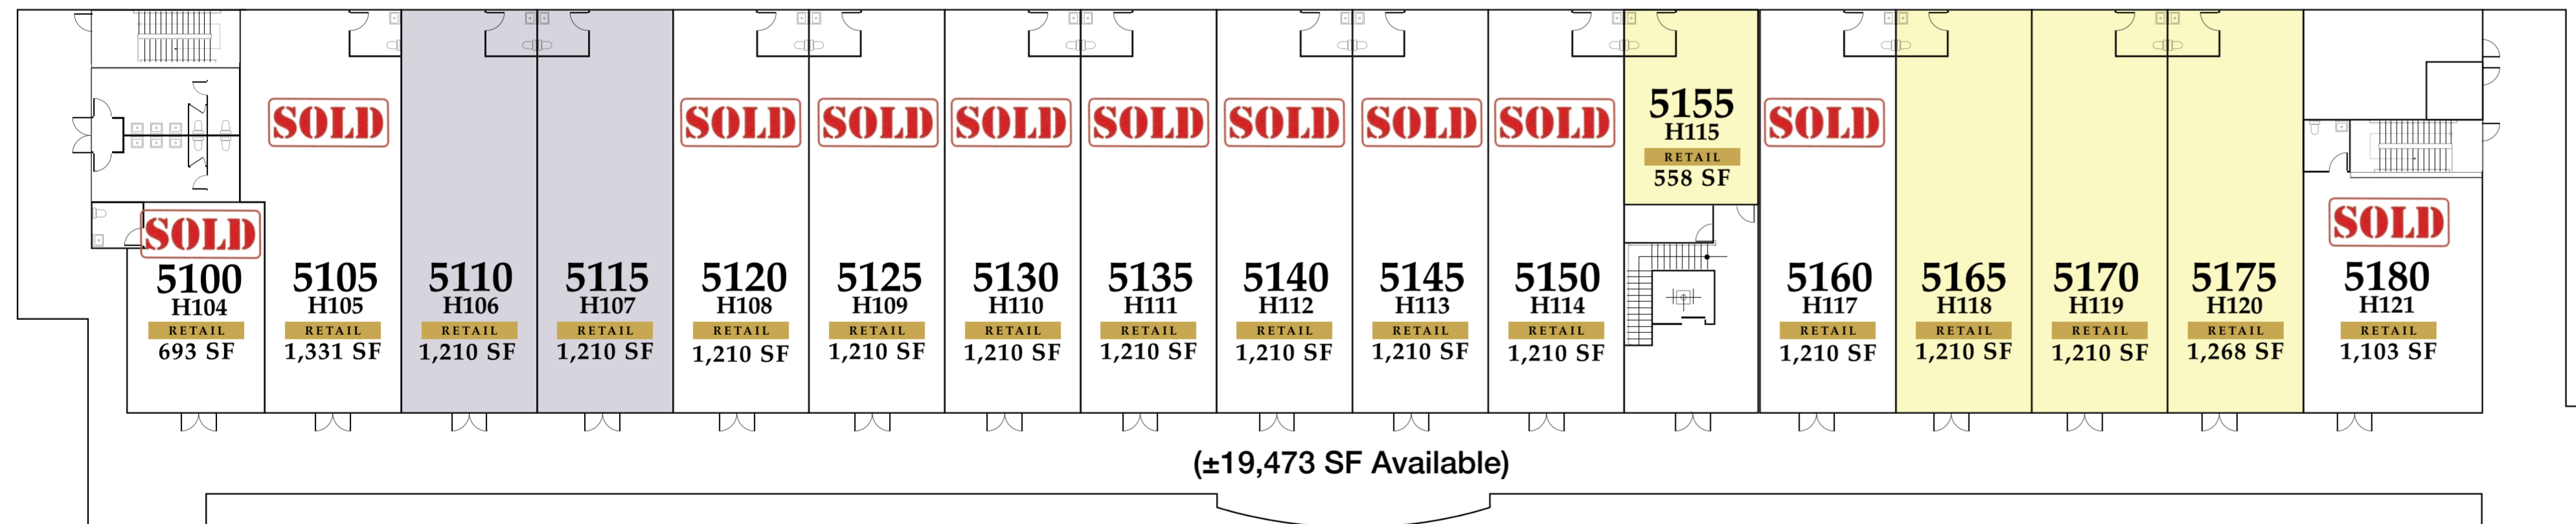 SOLD
5100
H104
RETAIL
693 SF
SOLD
5105
H105
RETAIL
1,331 SF
5110
H106
RETAIL
1,210 SF
5115
H107
RETAIL
1,210 SF
SOLD
5120
H108
RETAIL
1,210 SF
SOLD
5125
H109
RETAIL
1,210 SF
SOLD
5130
H110
RETAIL
1,210 SF
SOLD
5135
H111
RETAIL
1,210 SF
SOLD
5140
H112
RETAIL
1,210 SF
SOLD
5145
H113
RETAIL
1,210 SF
SOLD
5150
H114
RETAIL
1,210 SF
5155
H115
RETAIL
558 SF
SOLD
5160
H117
RETAIL
1,210 SF
5165
H118
RETAIL
1,210 SF
5170
H119
RETAIL
1,210 SF
5175
H120
RETAIL
1,268 SF
SOLD
5180
H121
RETAIL
1,103 SF
(±19,473 SF Available)